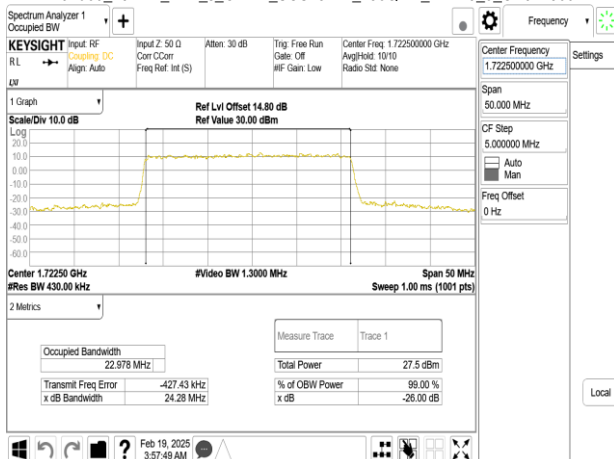 Spectrum Analyzer 1
Occupied BW
+
Frequency
KEYSIGHT
RL
LXI
Input: RF
Coupling: DC
Align: Auto
Input Z: 50 Ω
Corr CCorr
Freq Ref: Int (S)
Atten: 30 dB
Trig: Free Run
Gate: Off
#IF Gain: Low
Center Freq: 1.722500000 GHz
Avg|Hold: 10/10
Radio Std: None
Center Frequency
1.722500000 GHz
Settings
Span
50.000 MHz
CF Step
5.000000 MHz
Auto
Man
Freq Offset
0 Hz
Local
1 Graph
Scale/Div 10.0 dB
Ref Lvl Offset 14.80 dB
Ref Value 30.00 dBm
Log
20.0
10.0
0.00
-10.0
-20.0
-30.0
-40.0
-50.0
-60.0
Center 1.72250 GHz
#Video BW 1.3000 MHz
Span 50 MHz
#Res BW 430.00 kHz
Sweep 1.00 ms (1001 pts)
2 Metrics
Measure Trace Trace 1
Occupied Bandwidth
22.978 MHz
Total Power 27.5 dBm
Transmit Freq Error -427.43 kHz
% of OBW Power 99.00 %
x dB Bandwidth 24.28 MHz
x dB -26.00 dB
?
Feb 19, 2025
3:57:49 AM